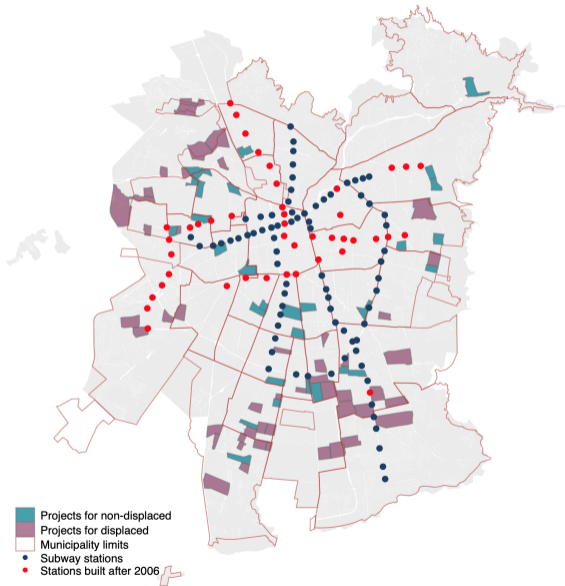 Projects for non-displaced
Projects for displaced
Municipality limits
Subway stations
Stations built after 2006